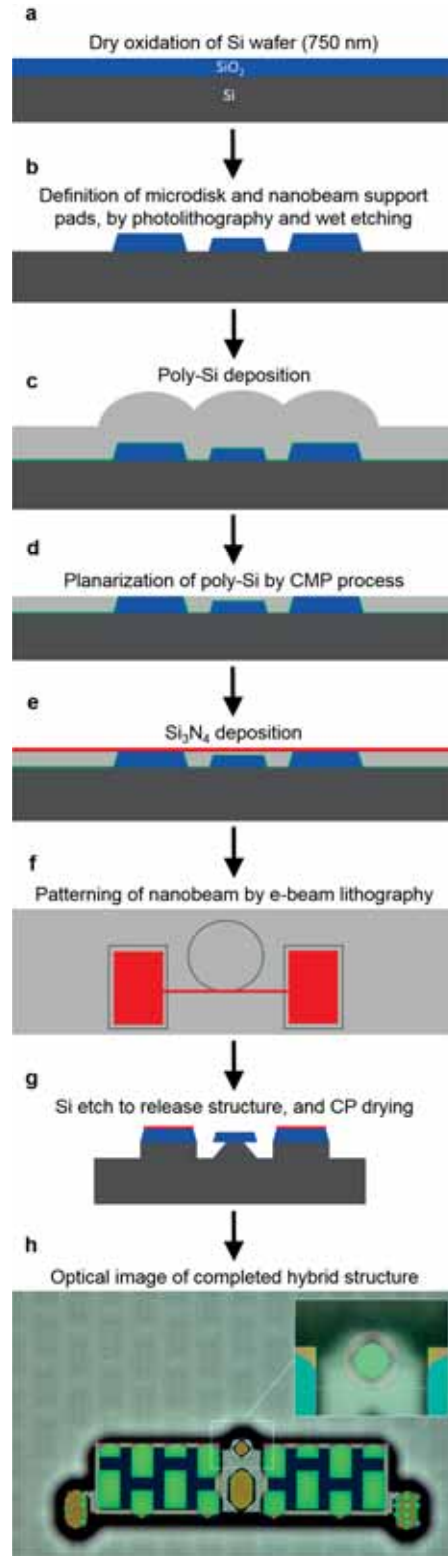 a
Dry oxidation of Si wafer (750 nm)
SiO₂
Si
b
Definition of microdisk and nanobeam support
pads, by photolithography and wet etching
c
Poly-Si deposition
d
Planarization of poly-Si by CMP process
e
Si₃N₄ deposition
f
Patterning of nanobeam by e-beam lithography
g
Si etch to release structure, and CP drying
h
Optical image of completed hybrid structure